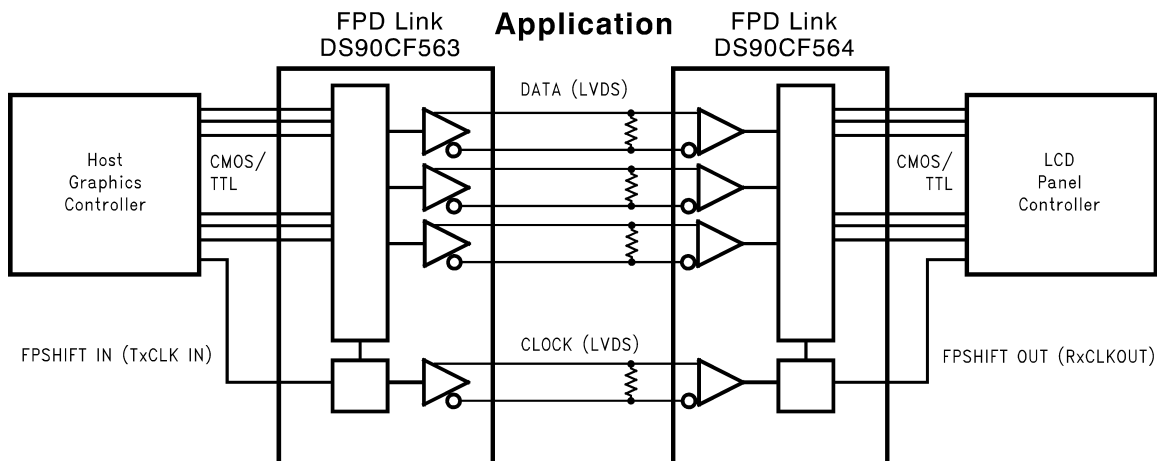 Application
FPD Link
DS90CF563
FPD Link
DS90CF564
DATA (LVDS)
Host
Graphics
Controller
CMOS/
TTL
CMOS/
TTL
LCD
Panel
Controller
CLOCK (LVDS)
FPSHIFT IN (TxCLK IN)
FPSHIFT OUT (RxCLKOUT)